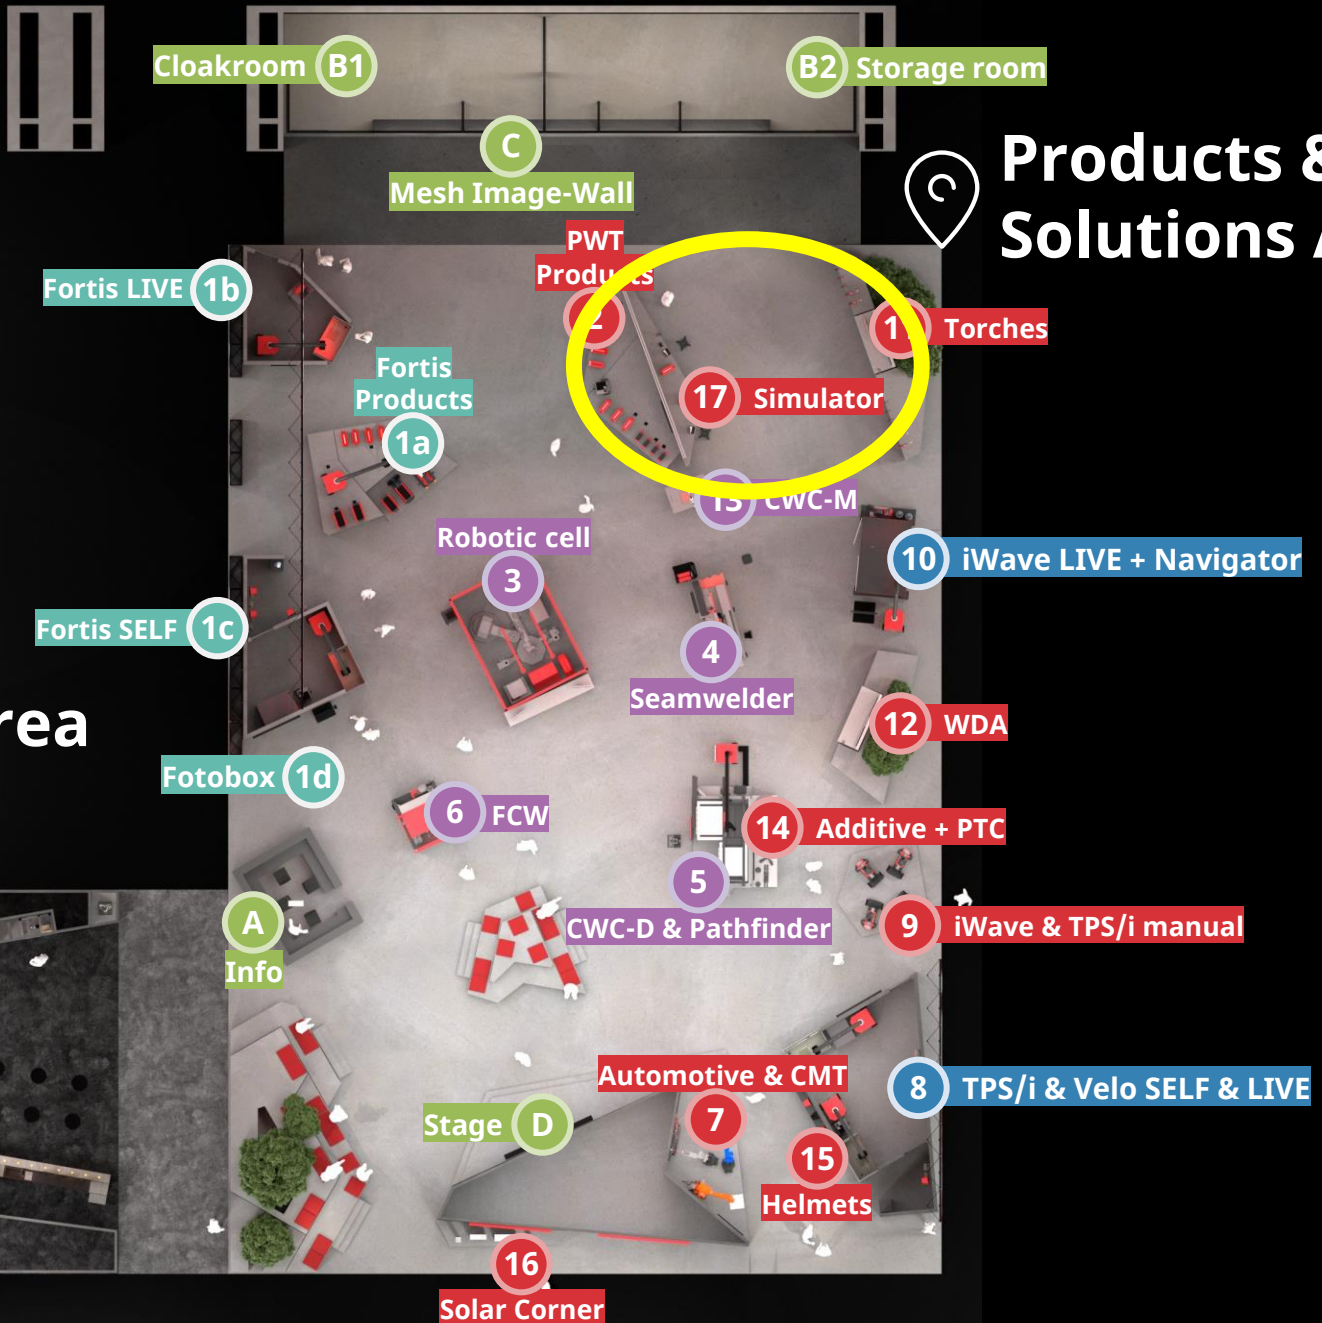 Cloakroom B1
B2 Storage room
C
Mesh Image-Wall
Products &
Solutions A
PWT
Products
2
Fortis LIVE 1b
11 Torches
Fortis
Products
1a
17 Simulator
13 CWC-M
Robotic cell
3
10 iWave LIVE + Navigator
Fortis SELF 1c
4
Seamwelder
rea
12 WDA
Fotobox 1d
6 FCW
14 Additive + PTC
5
CWC-D & Pathfinder
A
Info
9 iWave & TPS/i manual
Automotive & CMT
7
8 TPS/i & Velo SELF & LIVE
Stage D
15
Helmets
16
Solar Corner